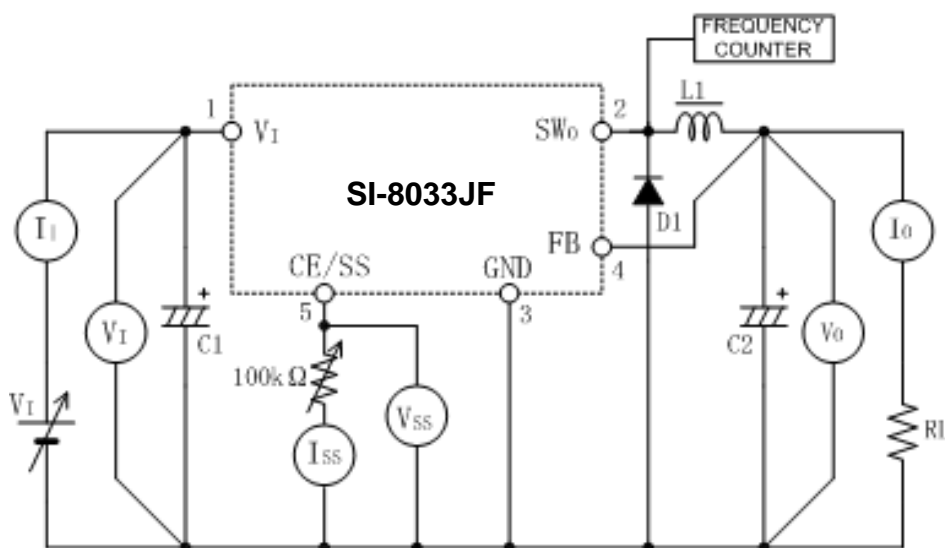 FREQUENCY
COUNTER
L1
1
2
VI
SWO
SI-8033JF
D1
II
IO
FB
4
CE/SS
GND
5
3
+
+
VI
C1
C2
VO
100kΩ
VSS
VI
ISS
Rl